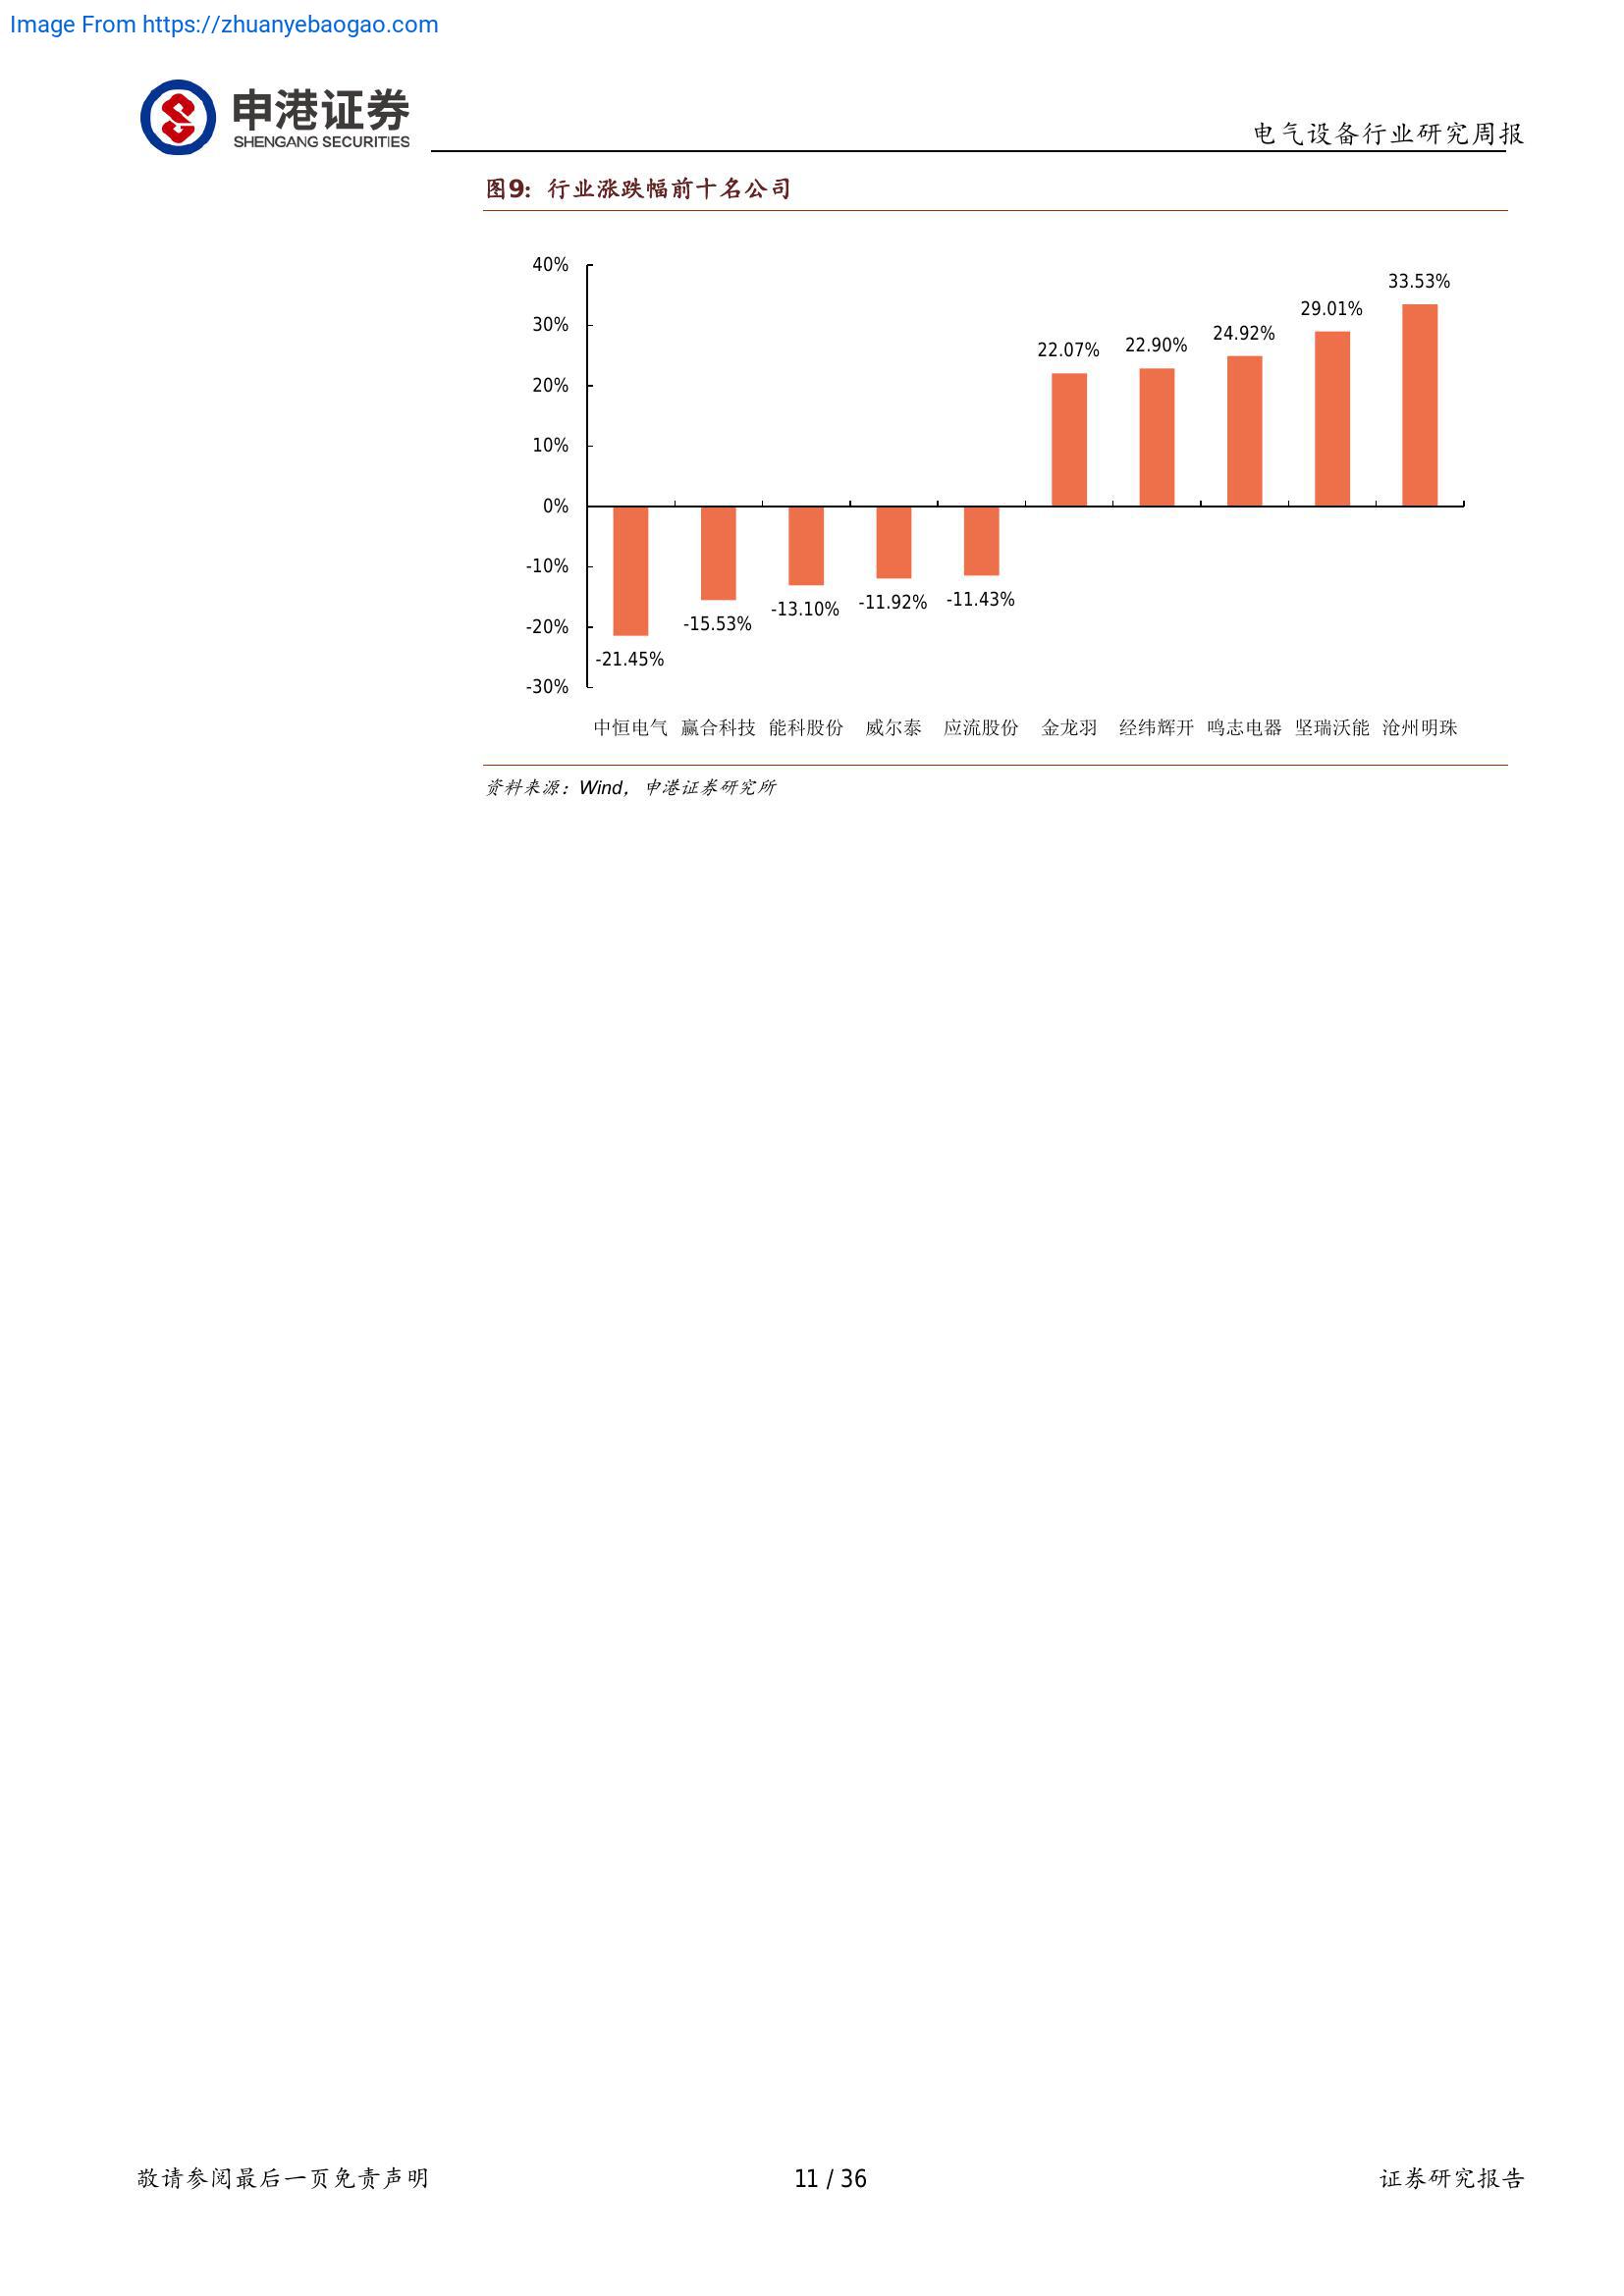 Image From https://zhuanyebaogao.com
申港证券
SHENGANG SECURITIES
电气设备行业研究周报
图9: 行业涨跌幅前十名公司
40%
30%
20%
10%
0%
-10%
-20%
-30%
-21.45%
-15.53%
-13.10%
-11.92%
-11.43%
22.07%
22.90%
24.92%
29.01%
33.53%
中恒电气 赢合科技 能科股份 威尔泰 应流股份 金龙羽 经纬辉开 鸣志电器 坚瑞沃能 沧州明珠
资料来源：Wind，申港证券研究所
敬请参阅最后一页免责声明 11 / 36 证券研究报告